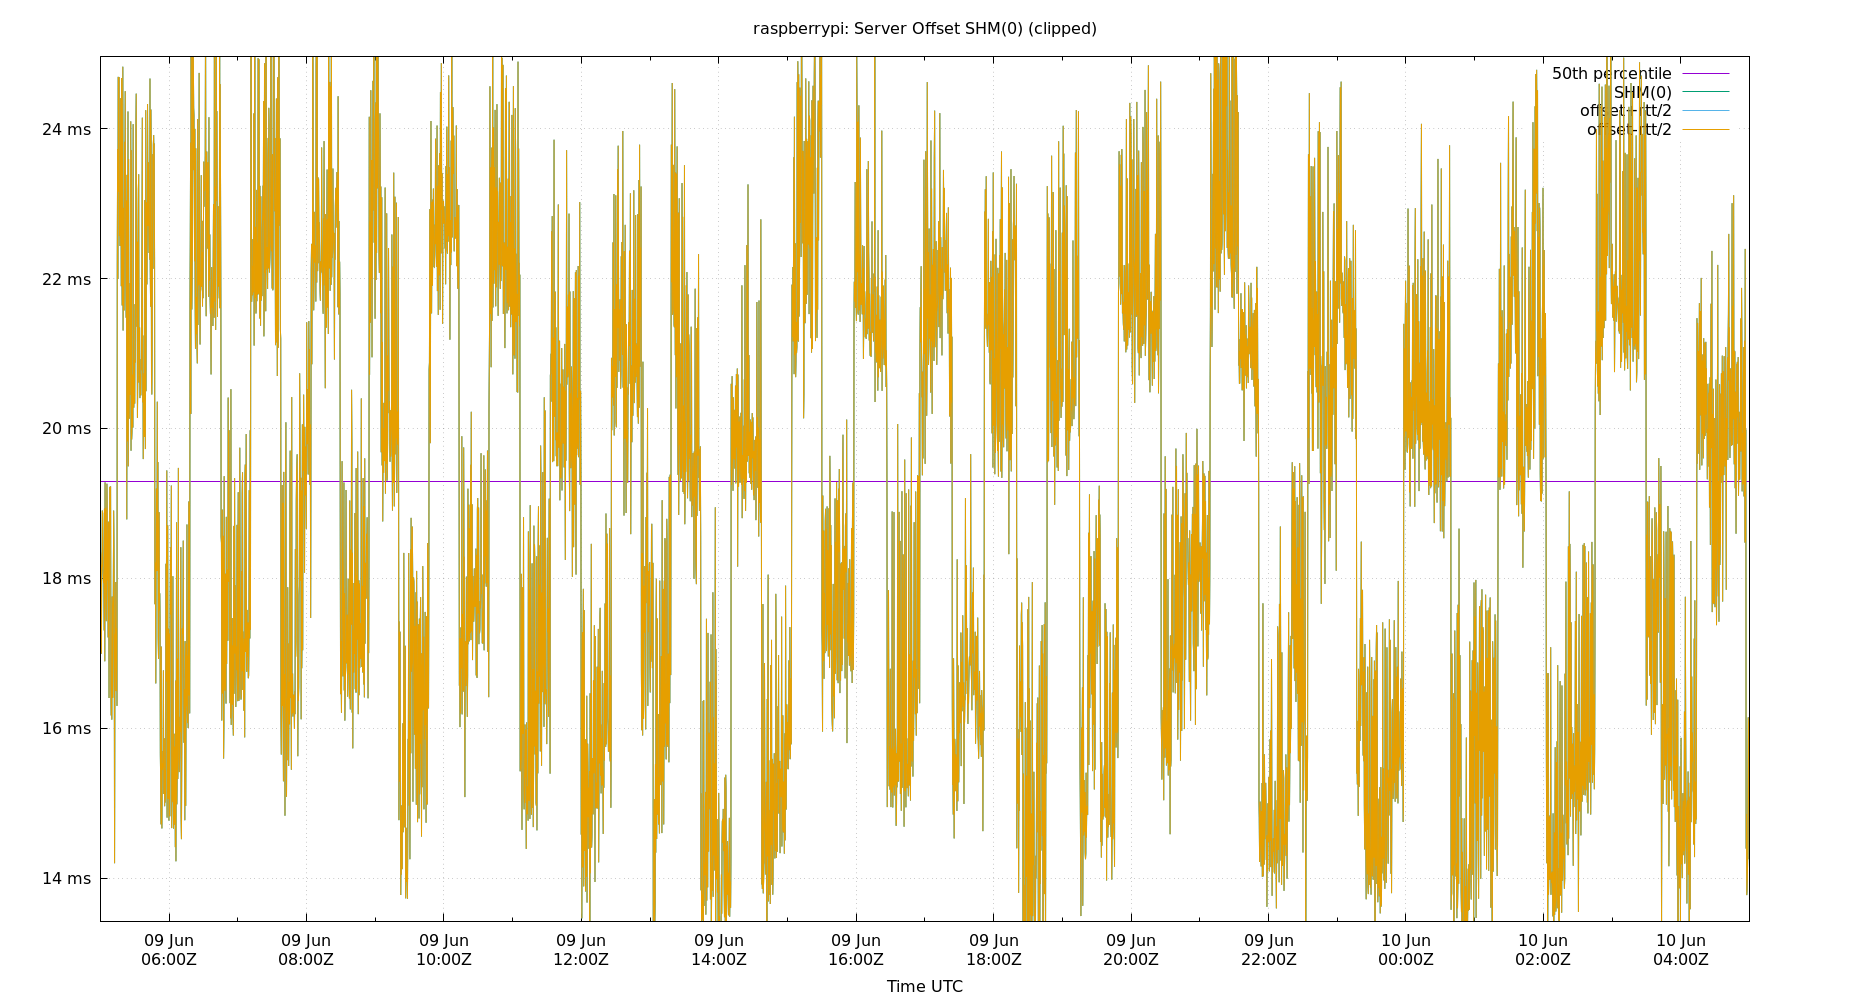 raspberrypi: Server Offset SHM(0) (clipped)
50th percentile
SHM(0)
offset+rtt/2
offset-rtt/2
24 ms
22 ms
20 ms
18 ms
16 ms
14 ms
09 Jun 09 Jun 09 Jun 09 Jun 09 Jun 09 Jun 09 Jun 09 Jun 09 Jun 10 Jun 10 Jun 10 Jun
06:00Z 08:00Z 10:00Z 12:00Z 14:00Z 16:00Z 18:00Z 20:00Z 22:00Z 00:00Z 02:00Z 04:00Z
Time UTC